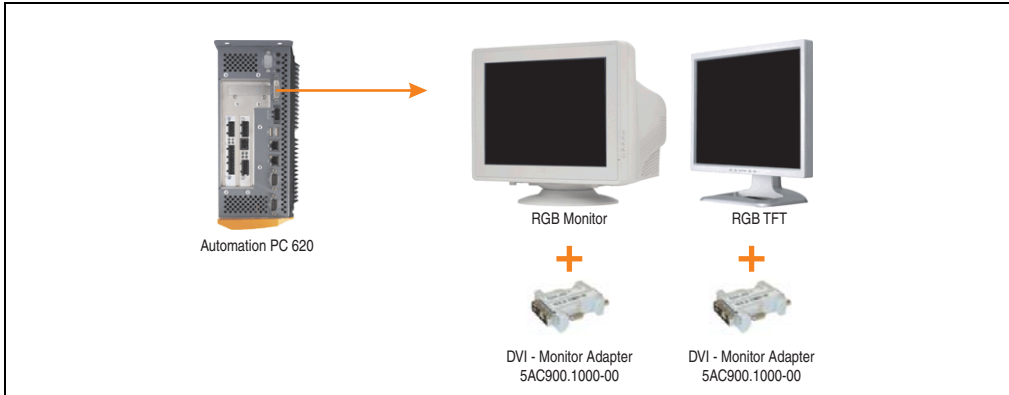 RGB Monitor
RGB TFT
Automation PC 620
DVI - Monitor Adapter
5AC900.1000-00
DVI - Monitor Adapter
5AC900.1000-00